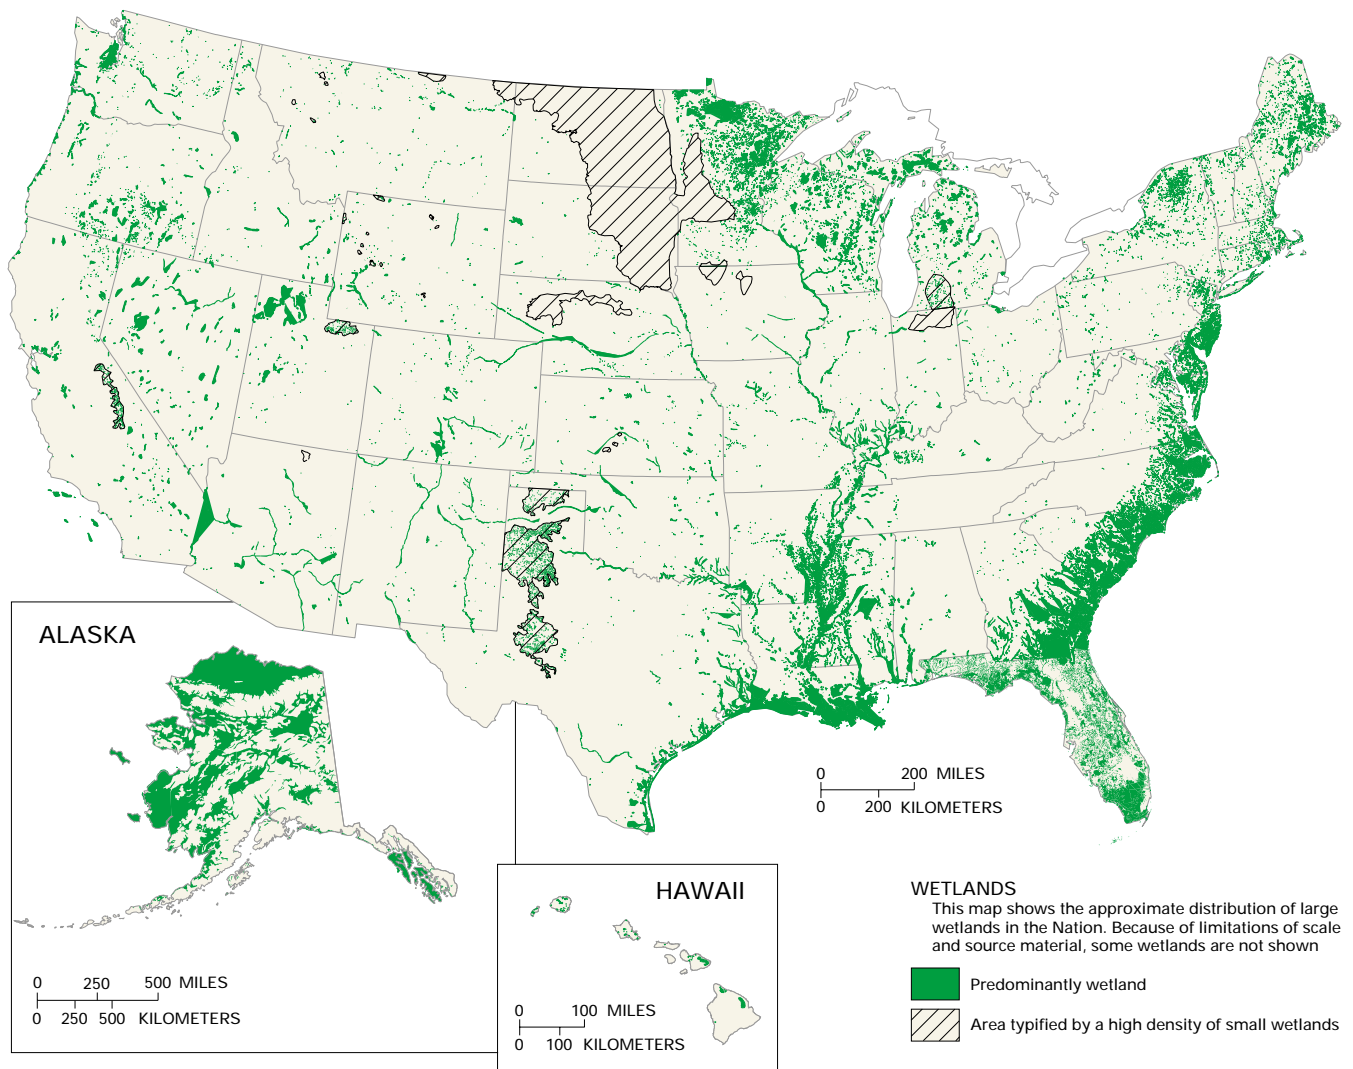 ALASKA
0 250 500 MILES
0 250 500 KILOMETERS
HAWAII
0 100 MILES
0 100 KILOMETERS
0 200 MILES
0 200 KILOMETERS
WETLANDS
This map shows the approximate distribution of large
wetlands in the Nation. Because of limitations of scale
and source material, some wetlands are not shown
Predominantly wetland
Area typified by a high density of small wetlands